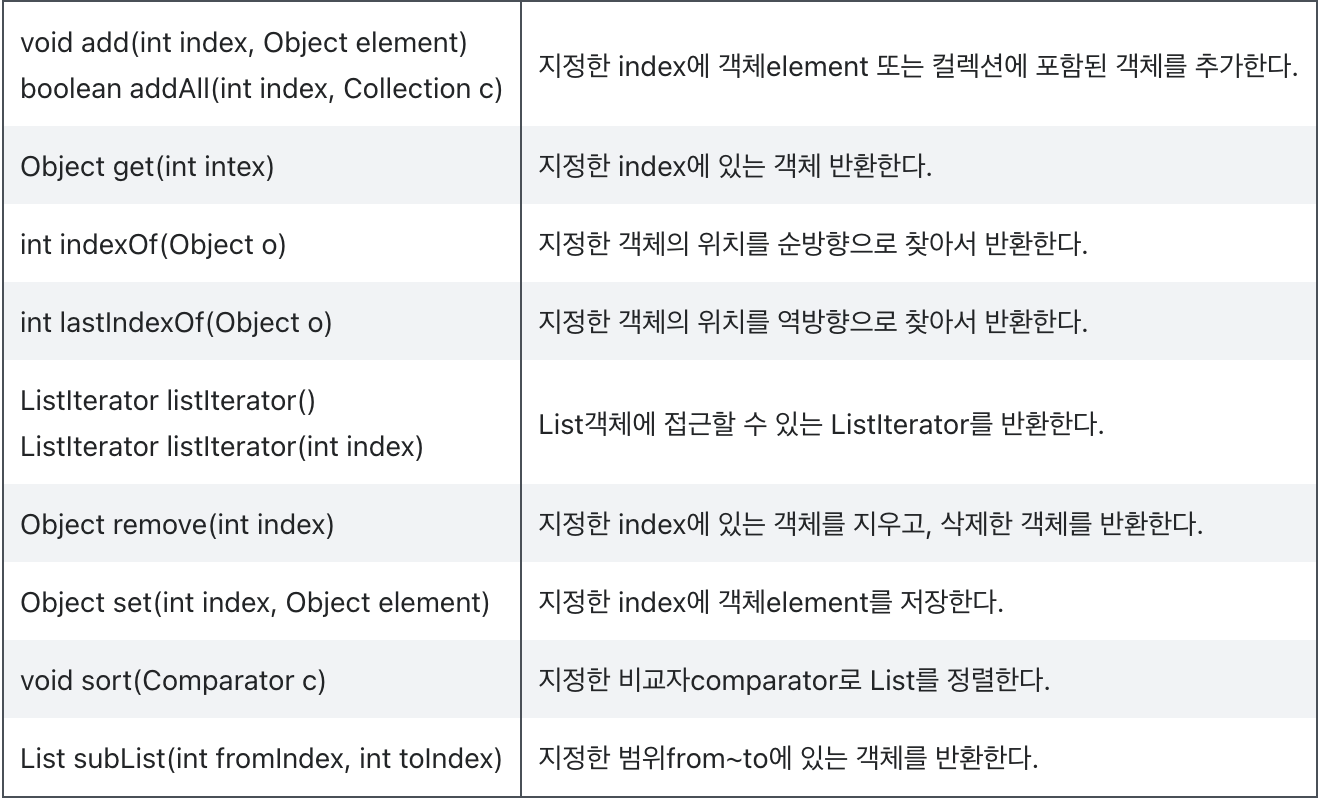 void add(int index, Object element)
boolean addAll(int index, Collection c)
지정한 index에 객체element 또는 컬렉션에 포함된 객체를 추가한다.
Object get(int intex)
지정한 index에 있는 객체 반환한다.
int indexOf(Object o)
지정한 객체의 위치를 순방향으로 찾아서 반환한다.
int lastIndexOf(Object o)
지정한 객체의 위치를 역방향으로 찾아서 반환한다.
ListIterator listIterator()
ListIterator listIterator(int index)
List객체에 접근할 수 있는 ListIterator를 반환한다.
Object remove(int index)
지정한 index에 있는 객체를 지우고, 삭제한 객체를 반환한다.
Object set(int index, Object element)
지정한 index에 객체element를 저장한다.
void sort(Comparator c)
지정한 비교자comparator로 List를 정렬한다.
List subList(int fromIndex, int toIndex)
지정한 범위from~to에 있는 객체를 반환한다.